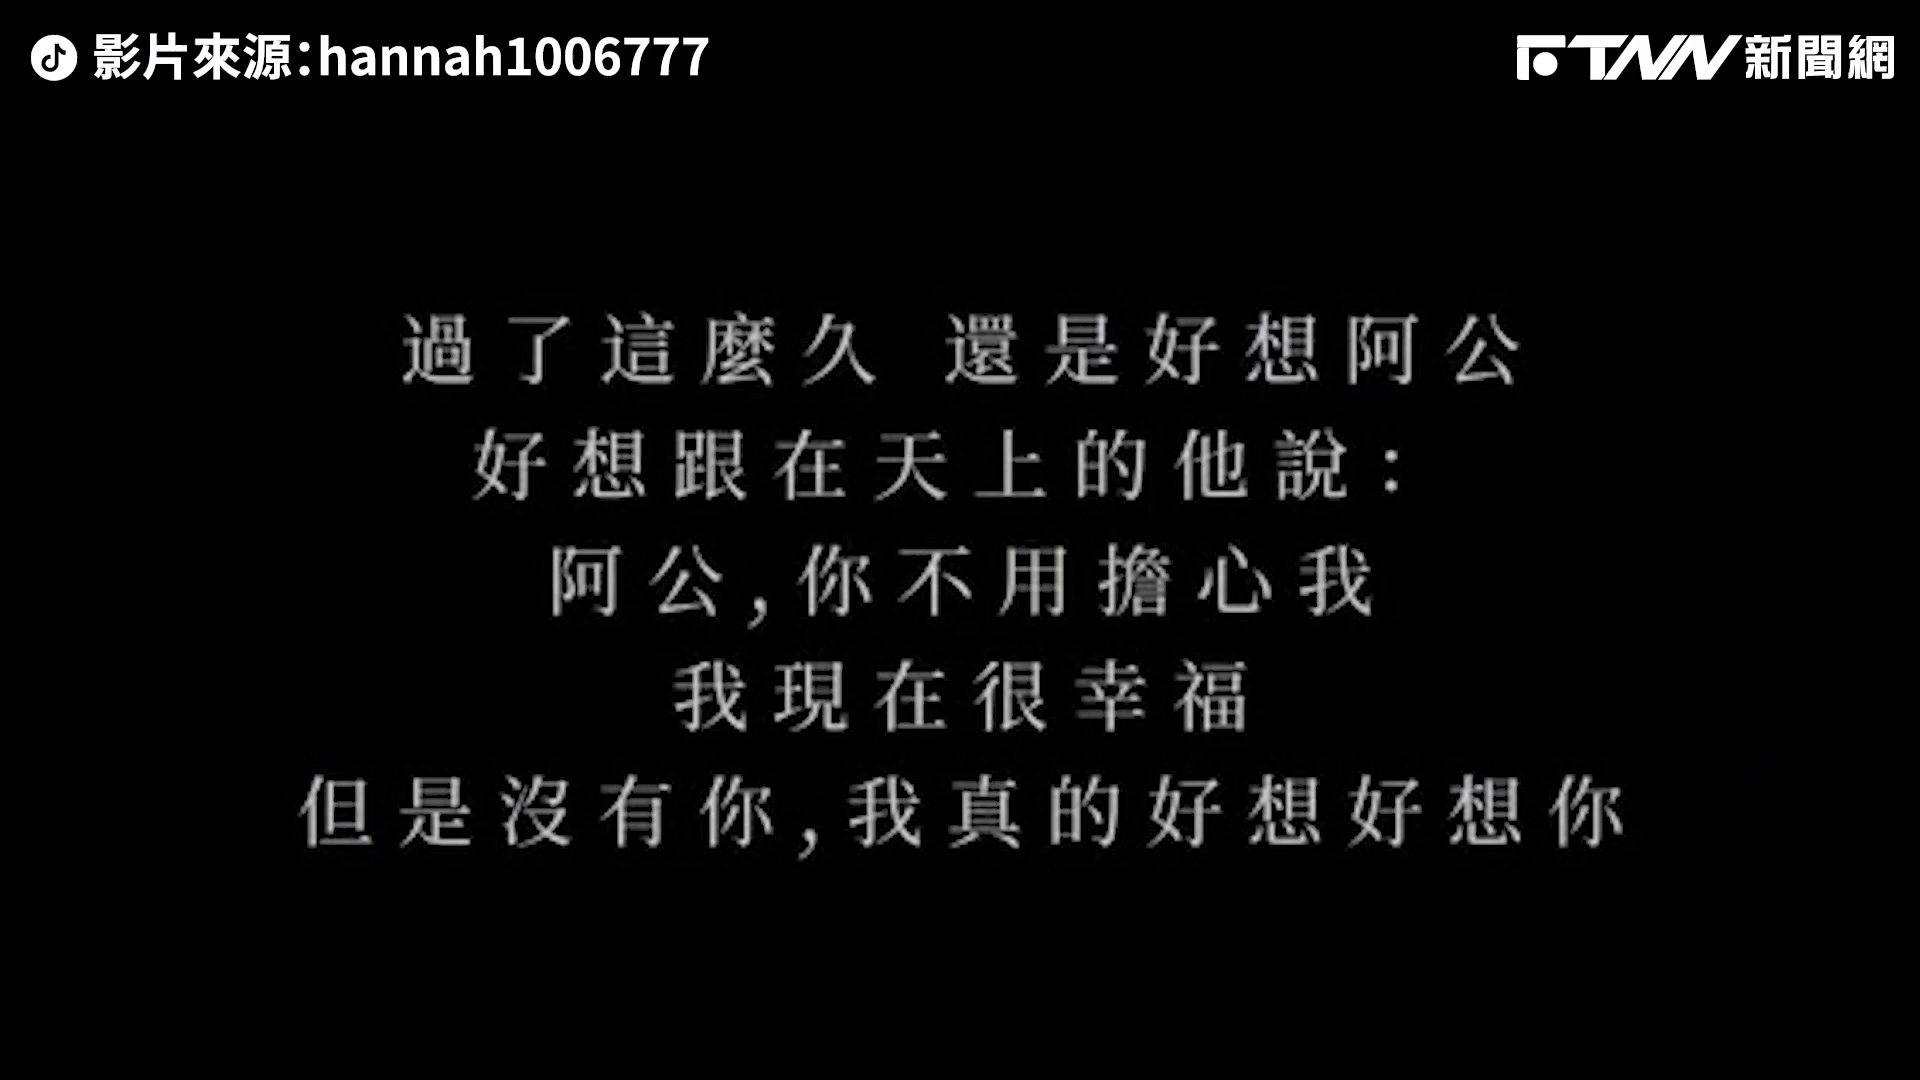 影片來源:hannah1006777
FTNN新聞網
過了這麼久 還是好想阿公
好想跟在天上的他說:
阿公,你不用擔心我
我現在很幸福
但是沒有你,我真的好想好想你